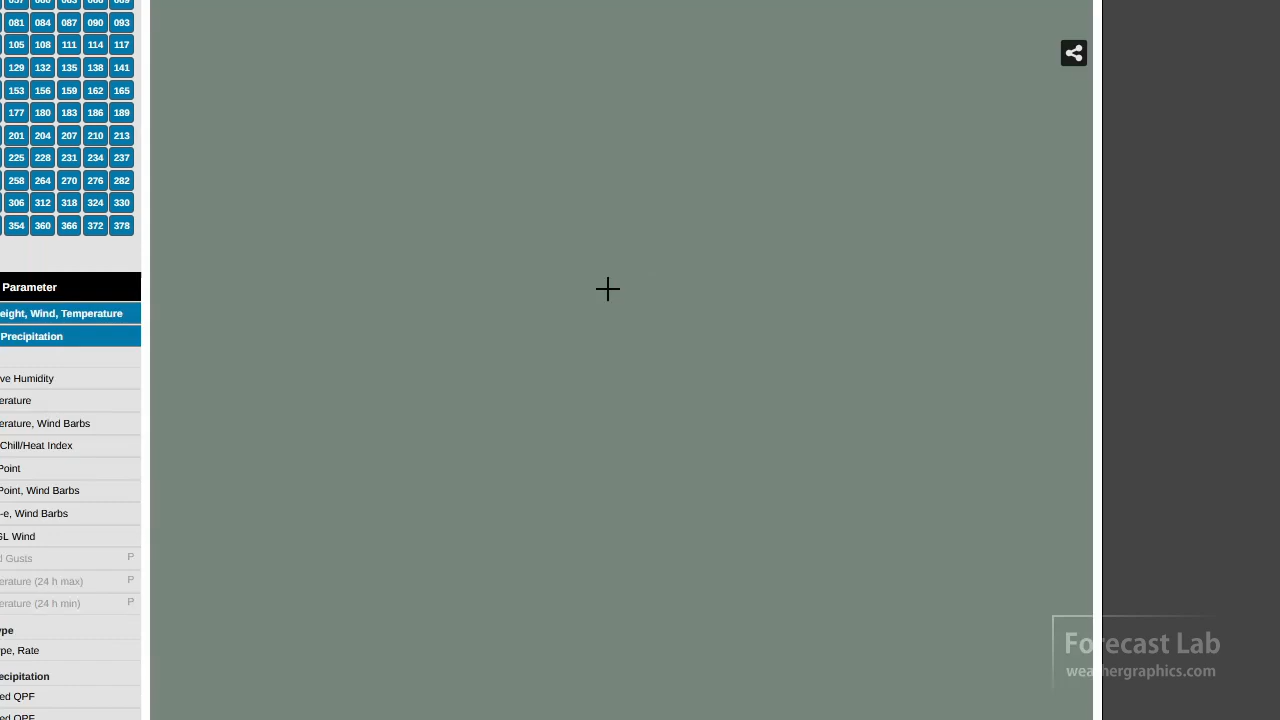 081 084 087 090 093
105 108 111 114 117
129 132 135 138 141
153 156 159 162 165
177 180 183 186 189
201 204 207 210 213
225 228 231 234 237
258 264 270 276 282
306 312 318 324 330
354 360 366 372 378
Parameter
eight, Wind, Temperature
Precipitation
ve Humidity
erature
erature, Wind Barbs
Chill/Heat Index
Point
Point, Wind Barbs
-e, Wind Barbs
SL Wind
d Gusts P
erature (24 h max) P
erature (24 h min) P
ype
pe, Rate
ecipitation
ed QPF
ed QPF
Forecast Lab
weathergraphics.com